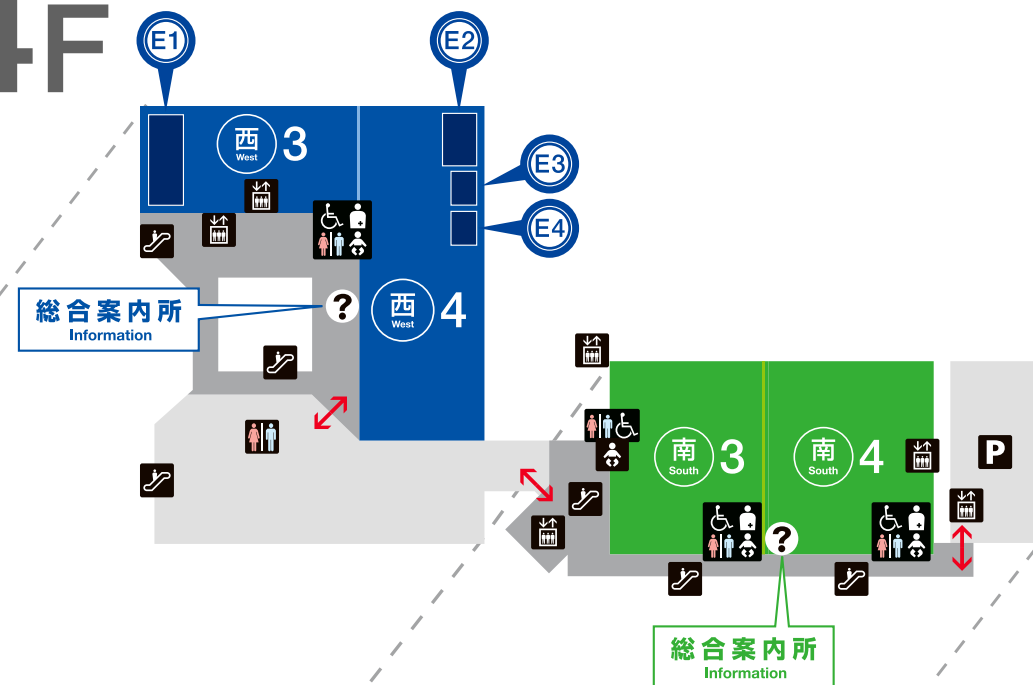 4F
E1
E2
西
West
3
E3
E4
総合案内所
Information
?
西
West
4
南
South
3
南
South
4
P
?
総合案内所
Information